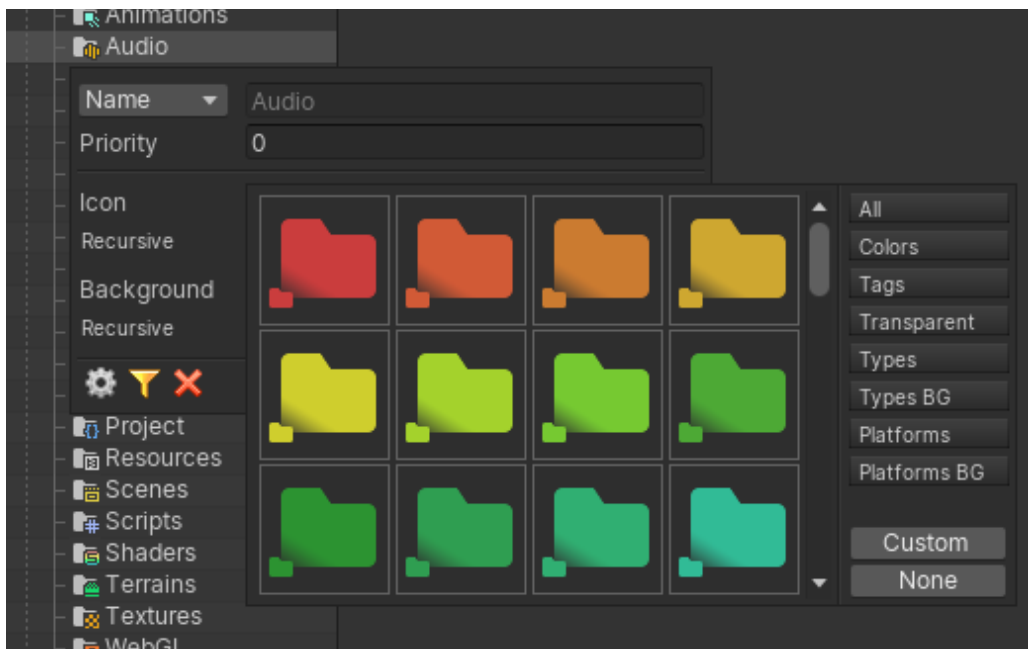 Animations
Audio
Name Audio
Priority 0
Icon
Recursive
Background
Recursive
All
Colors
Tags
Transparent
Types
Types BG
Platforms
Platforms BG
Custom
None
Project
Resources
Scenes
Scripts
Shaders
Terrains
Textures
WebGL